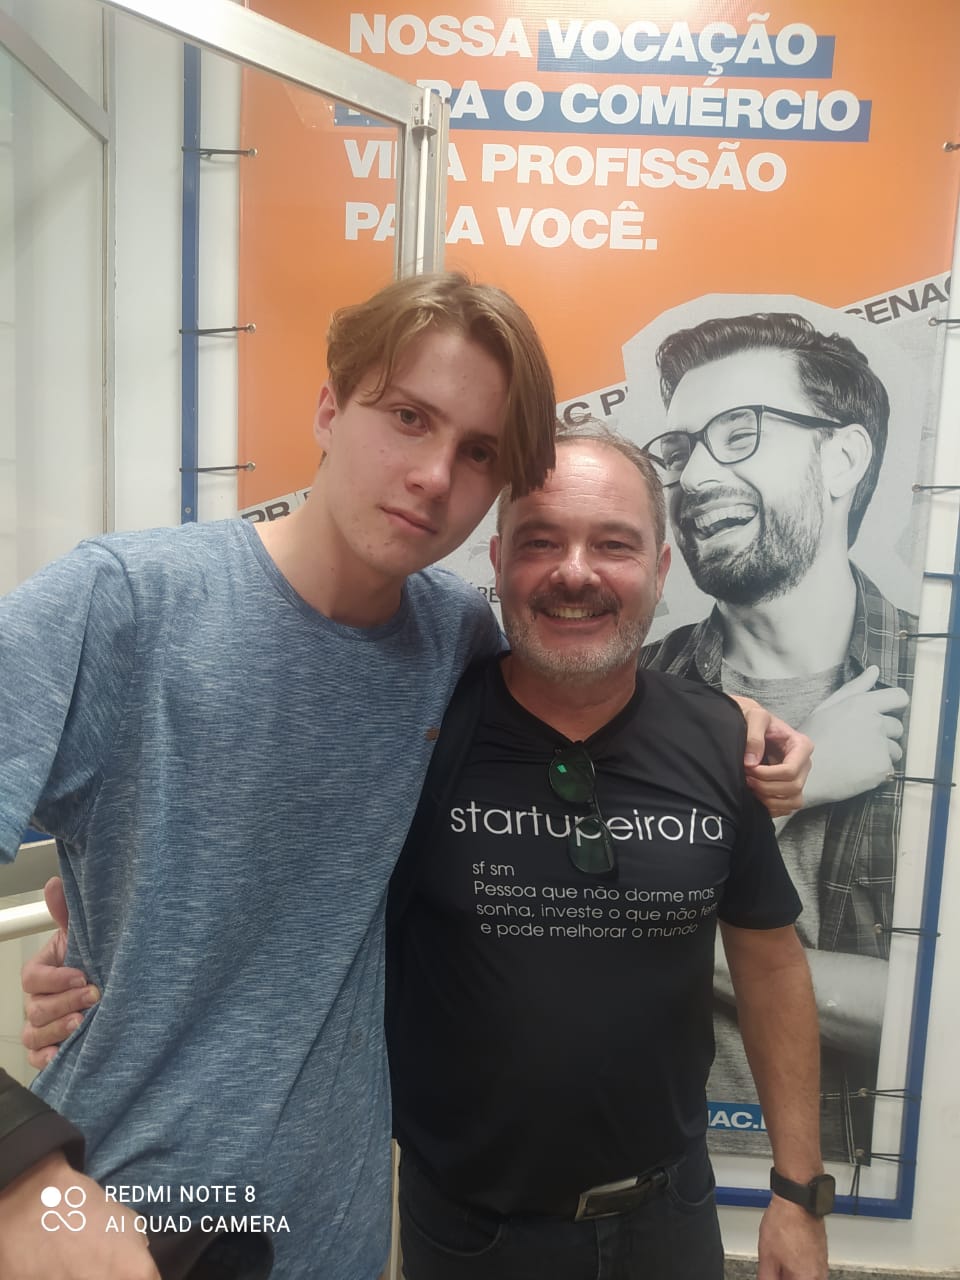 NOSSA VOCAÇÃO
O COMÉRCIO
PROFISSÃO
VOCÊ.
SENAC
PR
startupeiro/a
sf sm
Pessoa que não dorme mas
sonha, investe o que não tem
e pode melhorar o mundo
REDMI NOTE 8
AI QUAD CAMERA